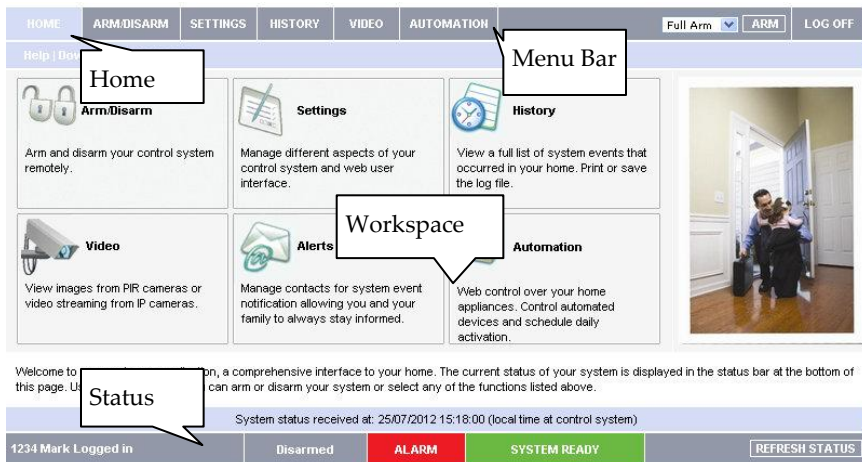 HOME ARM/DISARM SETTINGS HISTORY VIDEO AUTOMATION Full Arm ARM LOG OFF
Help
Home
Menu Bar
Arm/Disarm
Arm and disarm your control system
remotely.
Settings
Manage different aspects of your
control system and web user
interface.
History
View a full list of system events that
occurred in your home. Print or save
the log file.
Workspace
Video
View images from PIR cameras or
video streaming from IP cameras.
Alerts
Manage contacts for system event
notification allowing you and your
family to always stay informed.
Automation
Web control over your home
appliances. Control automated
devices and schedule daily
activation.
Welcome to a comprehensive interface to your home. The current status of your system is displayed in the status bar at the bottom of
this page. can arm or disarm your system or select any of the functions listed above.
Status
System status received at: 25/07/2012 15:18:00 (local time at control system)
1234 Mark Logged in Disarmed ALARM SYSTEM READY REFRESH STATUS